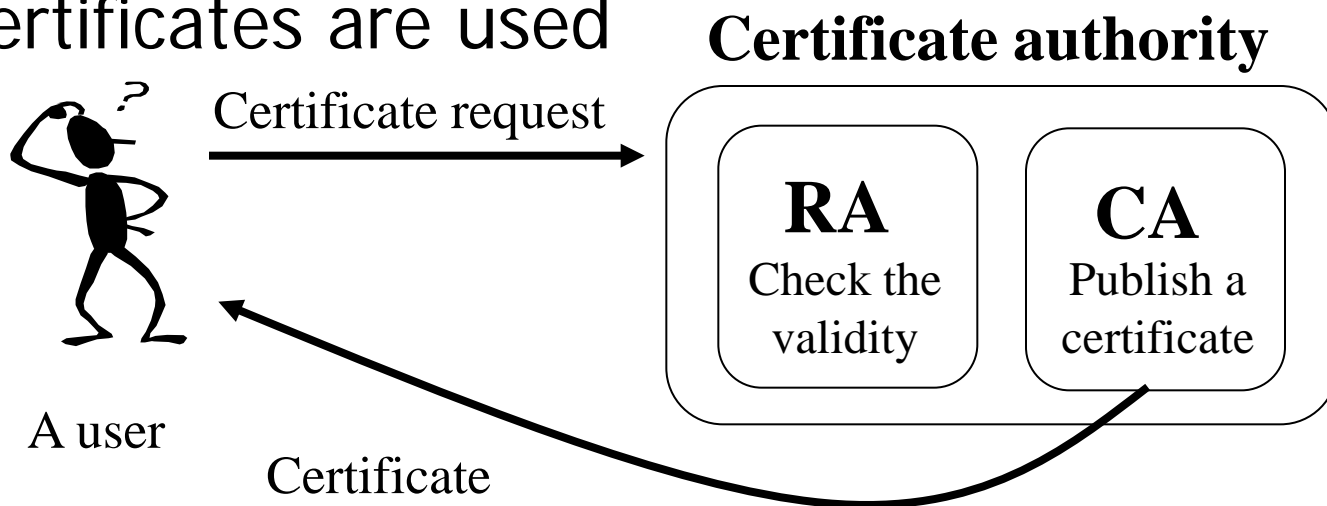 ertificates are used
Certificate authority
?
Certificate request
RA
Check the
validity
CA
Publish a
certificate
A user
Certificate